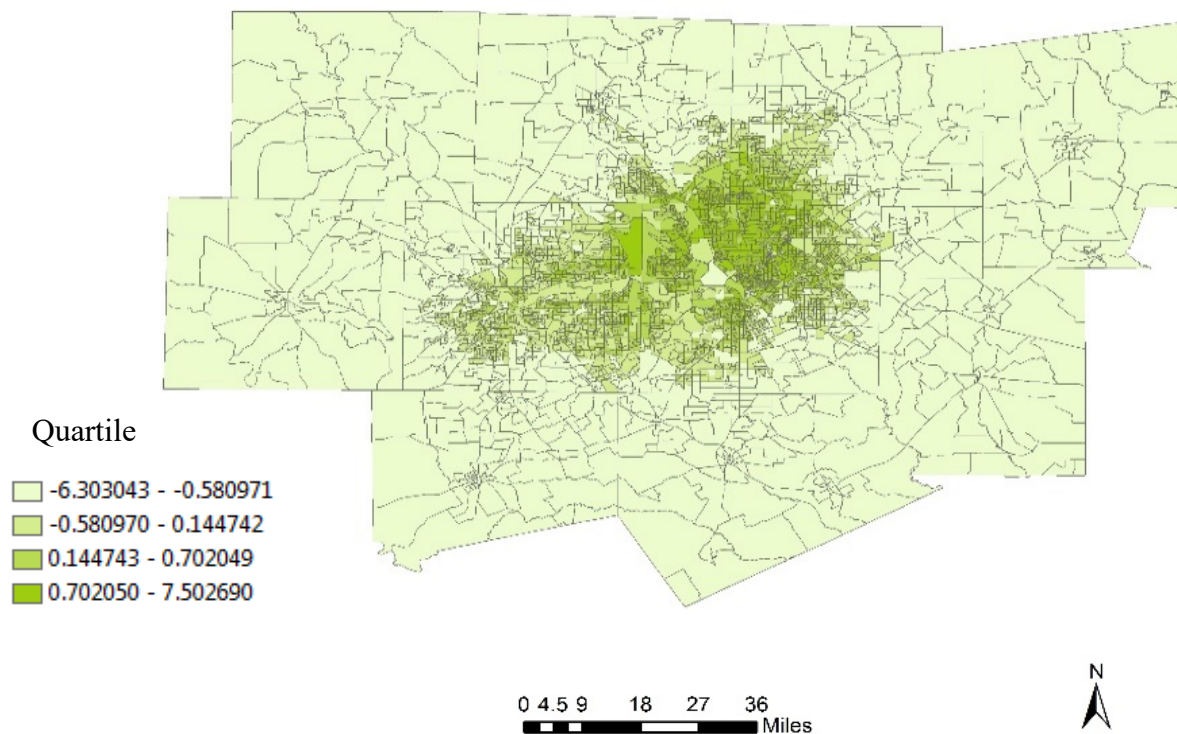 Quartile
-6.303043 - -0.580971
-0.580970 - 0.144742
0.144743 - 0.702049
0.702050 - 7.502690
N
0 4.5 9 18 27 36
Miles